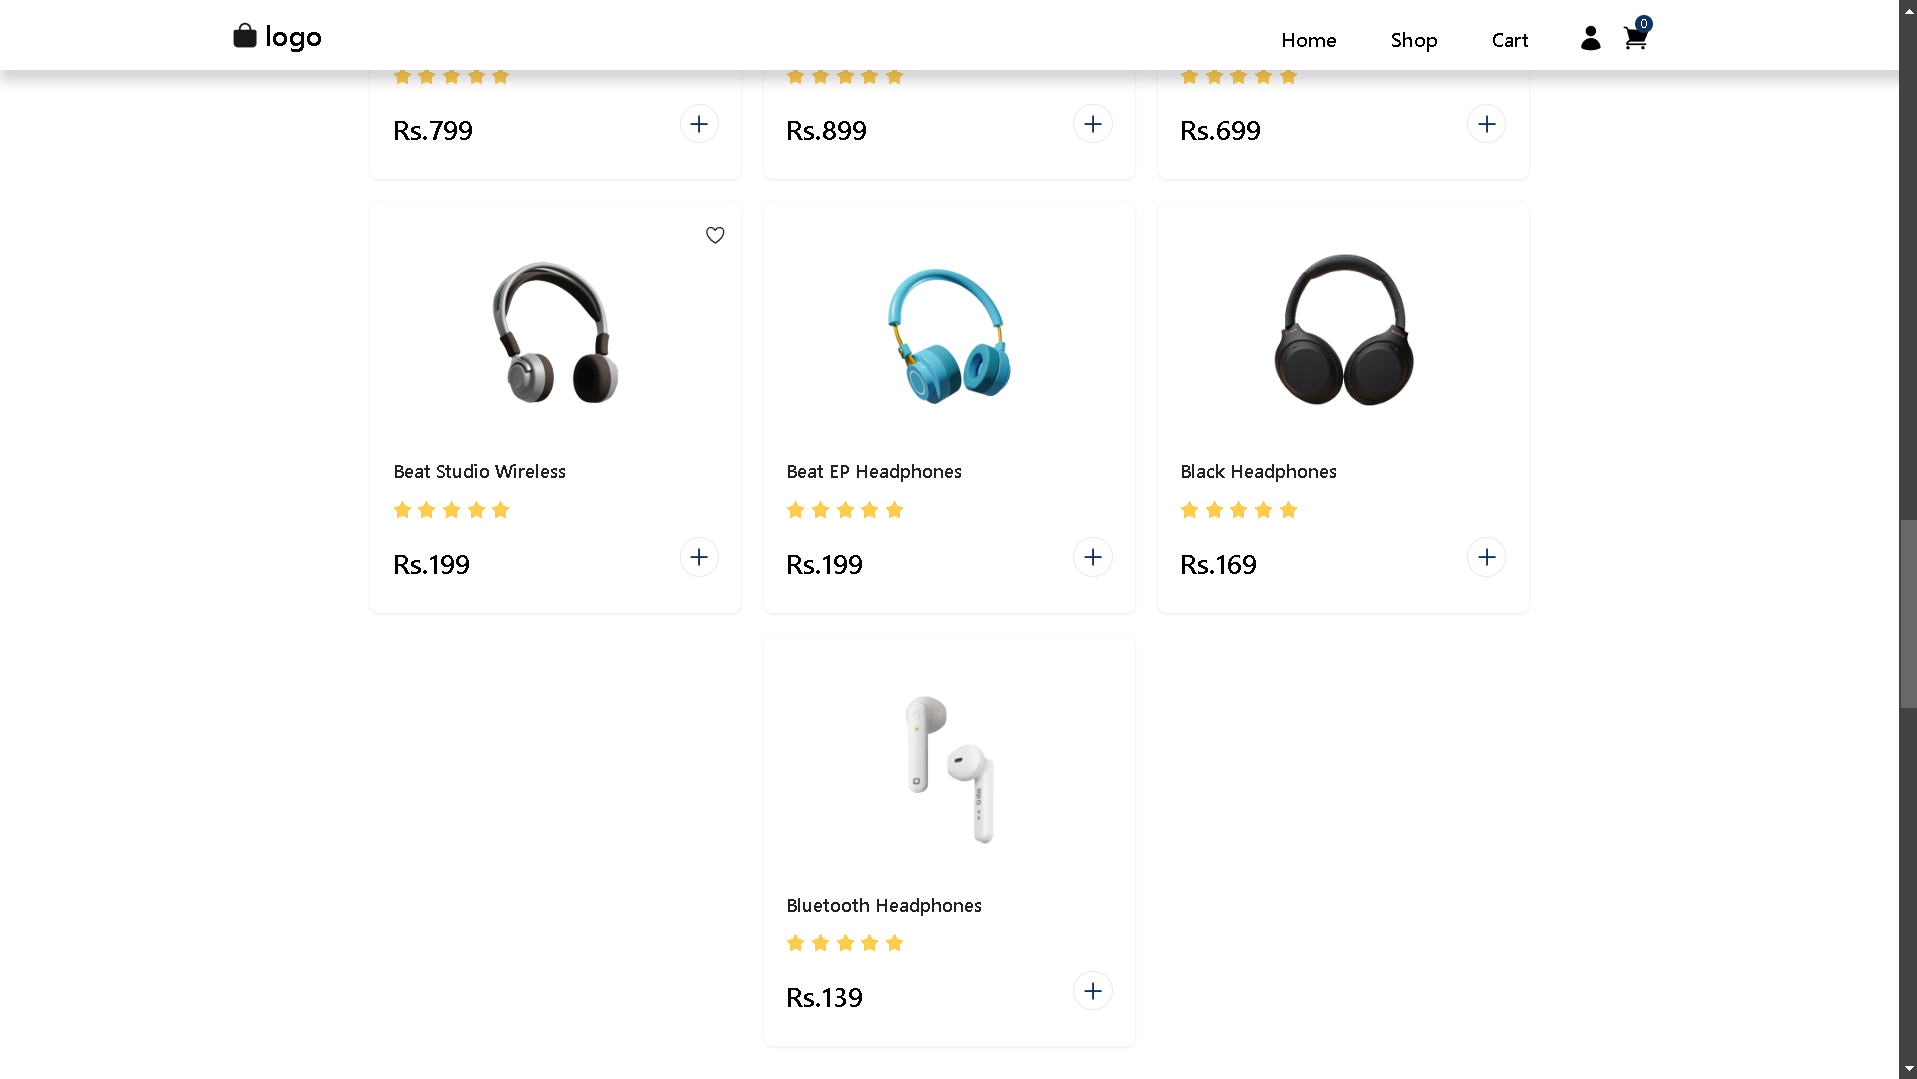 logo
Home Shop Cart 0
Rs.799 Rs.899 Rs.699
Beat Studio Wireless Beat EP Headphones Black Headphones
Rs.199 Rs.199 Rs.169
Bluetooth Headphones
Rs.139